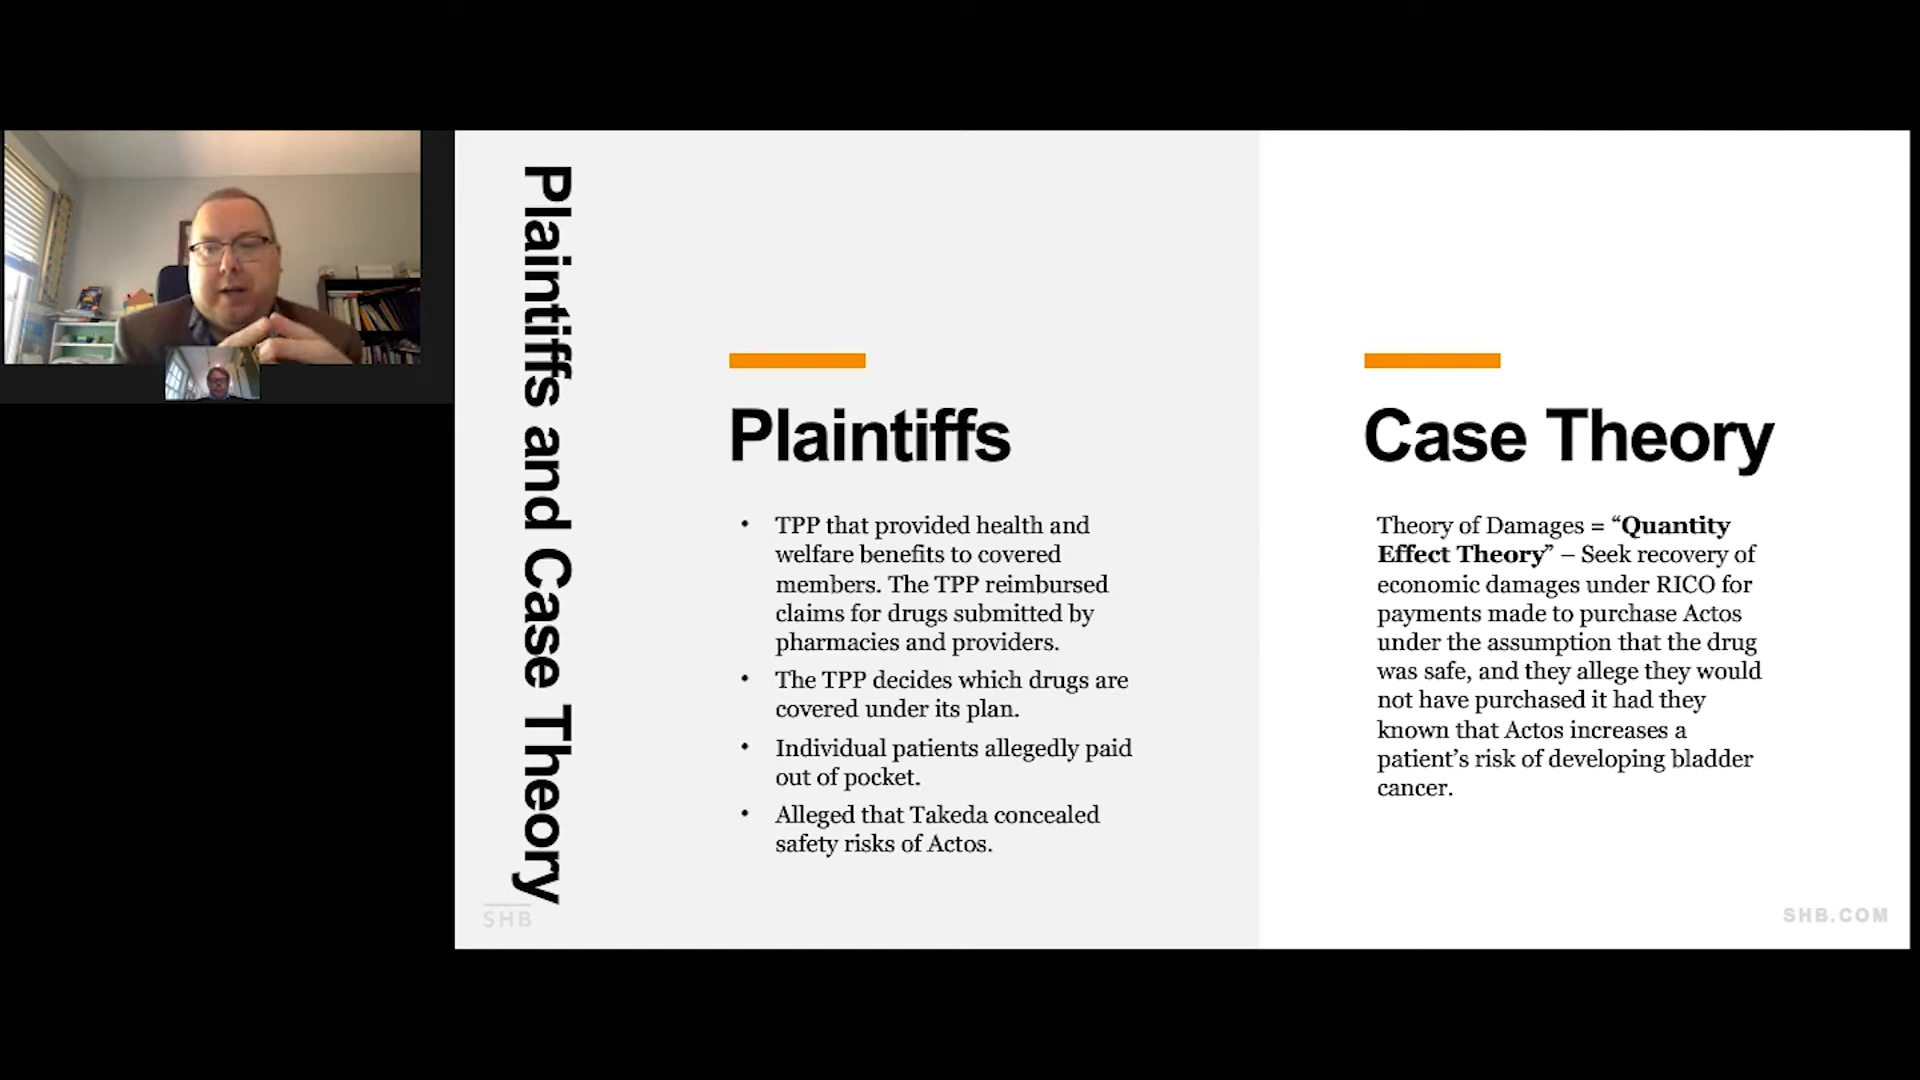 Plaintiffs and Case Theory
Plaintiffs
• TPP that provided health and
welfare benefits to covered
members. The TPP reimbursed
claims for drugs submitted by
pharmacies and providers.
• The TPP decides which drugs are
covered under its plan.
• Individual patients allegedly paid
out of pocket.
• Alleged that Takeda concealed
safety risks of Actos.
Case Theory
Theory of Damages = “Quantity
Effect Theory” – Seek recovery of
economic damages under RICO for
payments made to purchase Actos
under the assumption that the drug
was safe, and they allege they would
not have purchased it had they
known that Actos increases a
patient’s risk of developing bladder
cancer.
SHB
SHB.COM